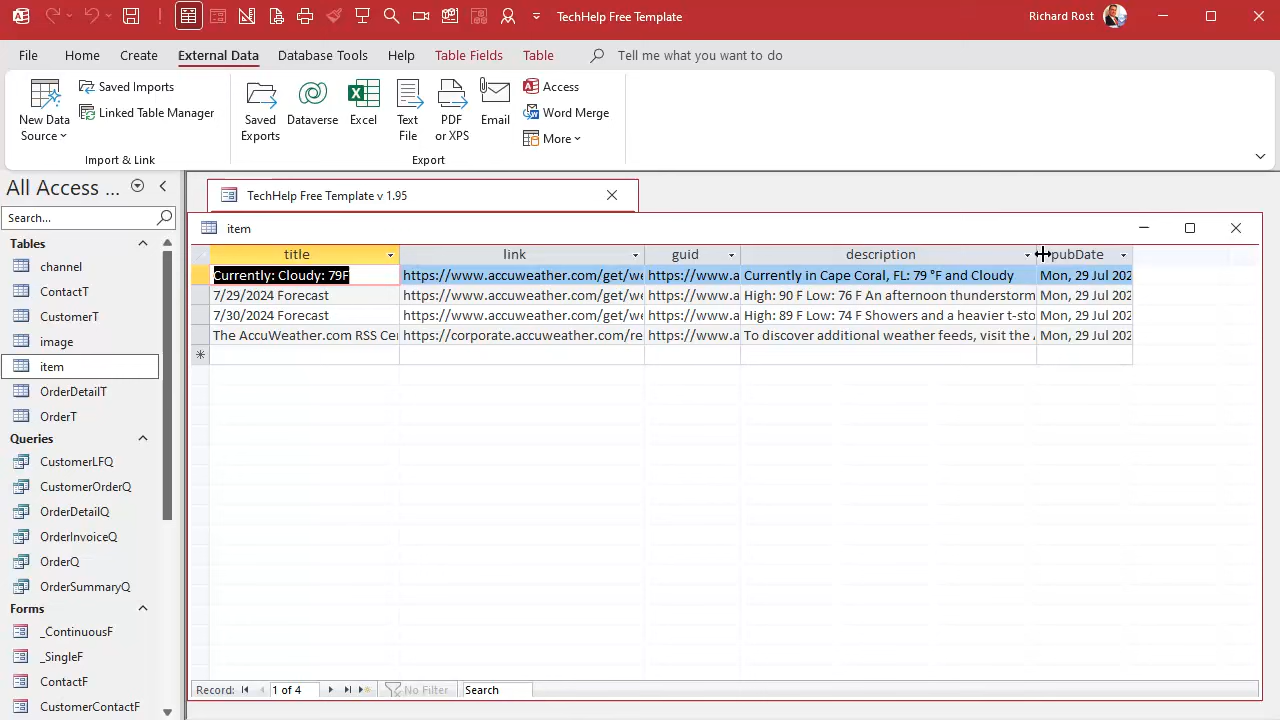 TechHelp Free Template
Richard Rost
File Home Create External Data Database Tools Help Table Fields Table Tell me what you want to do
New Data Source
Saved Imports
Linked Table Manager
Import & Link
Saved Exports
Dataverse
Excel
Text File
PDF or XPS
Email
Access
Word Merge
More
Export
All Access ...
Search...
Tables
channel
ContactT
CustomerT
image
item
OrderDetailT
OrderT
Queries
CustomerLFQ
CustomerOrderQ
OrderDetailQ
OrderInvoiceQ
OrderQ
OrderSummaryQ
Forms
_ContinuousF
_SingleF
ContactF
CustomerContactF
TechHelp Free Template v 1.95
item
title link guid description pubDate
Currently: Cloudy: 79F https://www.accuweather.com/get/we https://www.a Currently in Cape Coral, FL: 79 °F and Cloudy Mon, 29 Jul 202
7/29/2024 Forecast https://www.accuweather.com/get/we https://www.a High: 90 F Low: 76 F An afternoon thunderstorm Mon, 29 Jul 202
7/30/2024 Forecast https://www.accuweather.com/get/we https://www.a High: 89 F Low: 74 F Showers and a heavier t-sto Mon, 29 Jul 202
The AccuWeather.com RSS Cen https://corporate.accuweather.com/re https://www.a To discover additional weather feeds, visit the Mon, 29 Jul 202
Record: 1 of 4 No Filter Search